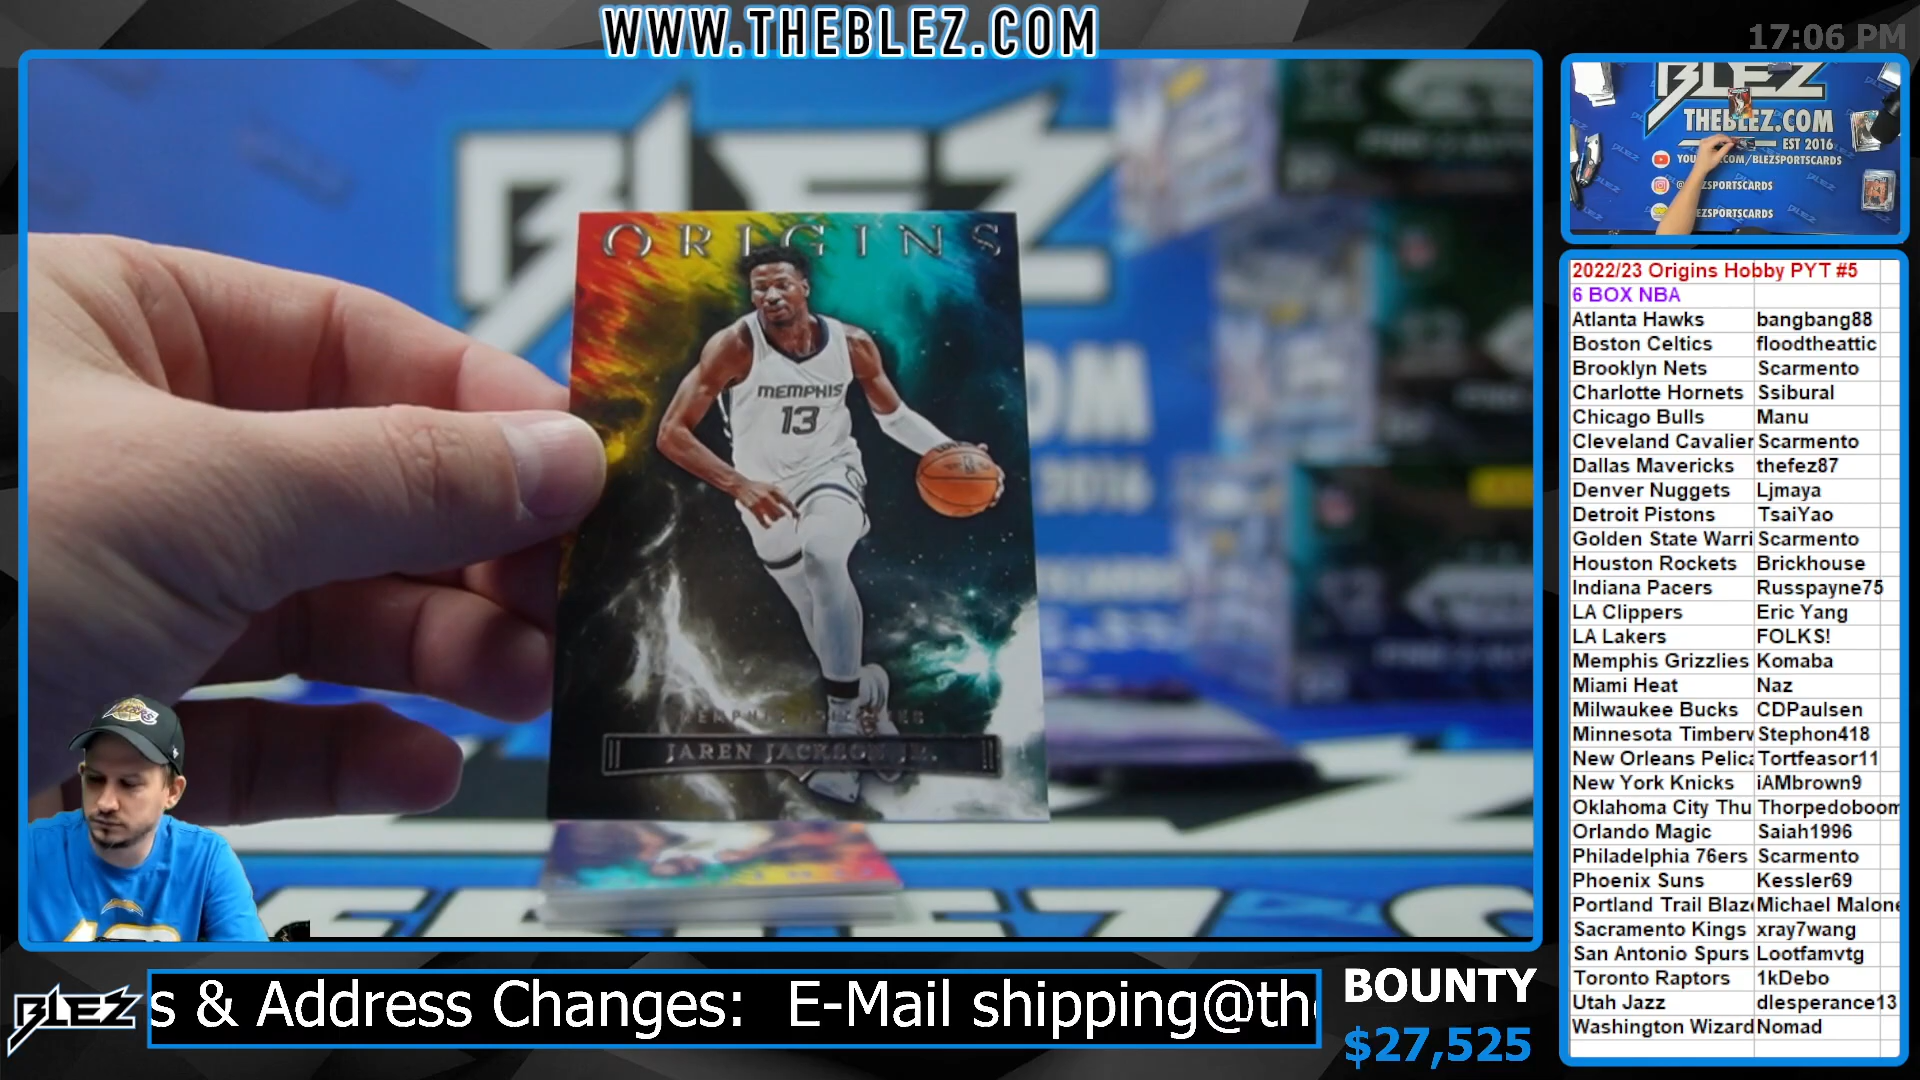 WWW.THEBLEZ.COM
17:06 PM
BLEZ
ORIGINS
MEMPHIS
13
JAREN JACKSON JR.
BLEZ
THEBLEZ.COM
EST 2016
2022/23 Origins Hobby PYT #5
6 BOX NBA
Atlanta Hawks bangbang88
Boston Celtics floodtheattic
Brooklyn Nets Scarmento
Charlotte Hornets Ssibural
Chicago Bulls Manu
Cleveland Cavalier Scarmento
Dallas Mavericks thefez87
Denver Nuggets Ljmaya
Detroit Pistons TsaiYao
Golden State Warri Scarmento
Houston Rockets Brickhouse
Indiana Pacers Russpayne75
LA Clippers Eric Yang
LA Lakers FOLKS!
Memphis Grizzlies Komaba
Miami Heat Naz
Milwaukee Bucks CDPaulsen
Minnesota Timberv Stephon418
New Orleans Pelica Tortfeasor11
New York Knicks iAMbrown9
Oklahoma City Thu Thorpedoboom
Orlando Magic Saiah1996
Philadelphia 76ers Scarmento
Phoenix Suns Kessler69
Portland Trail Blaze Michael Malone
Sacramento Kings xray7wang
San Antonio Spurs Lootfamvtg
Toronto Raptors 1kDebo
Utah Jazz dlesperance13
Washington Wizard Nomad
BLEZ
s & Address Changes: E-Mail shipping@the
BOUNTY
$27,525